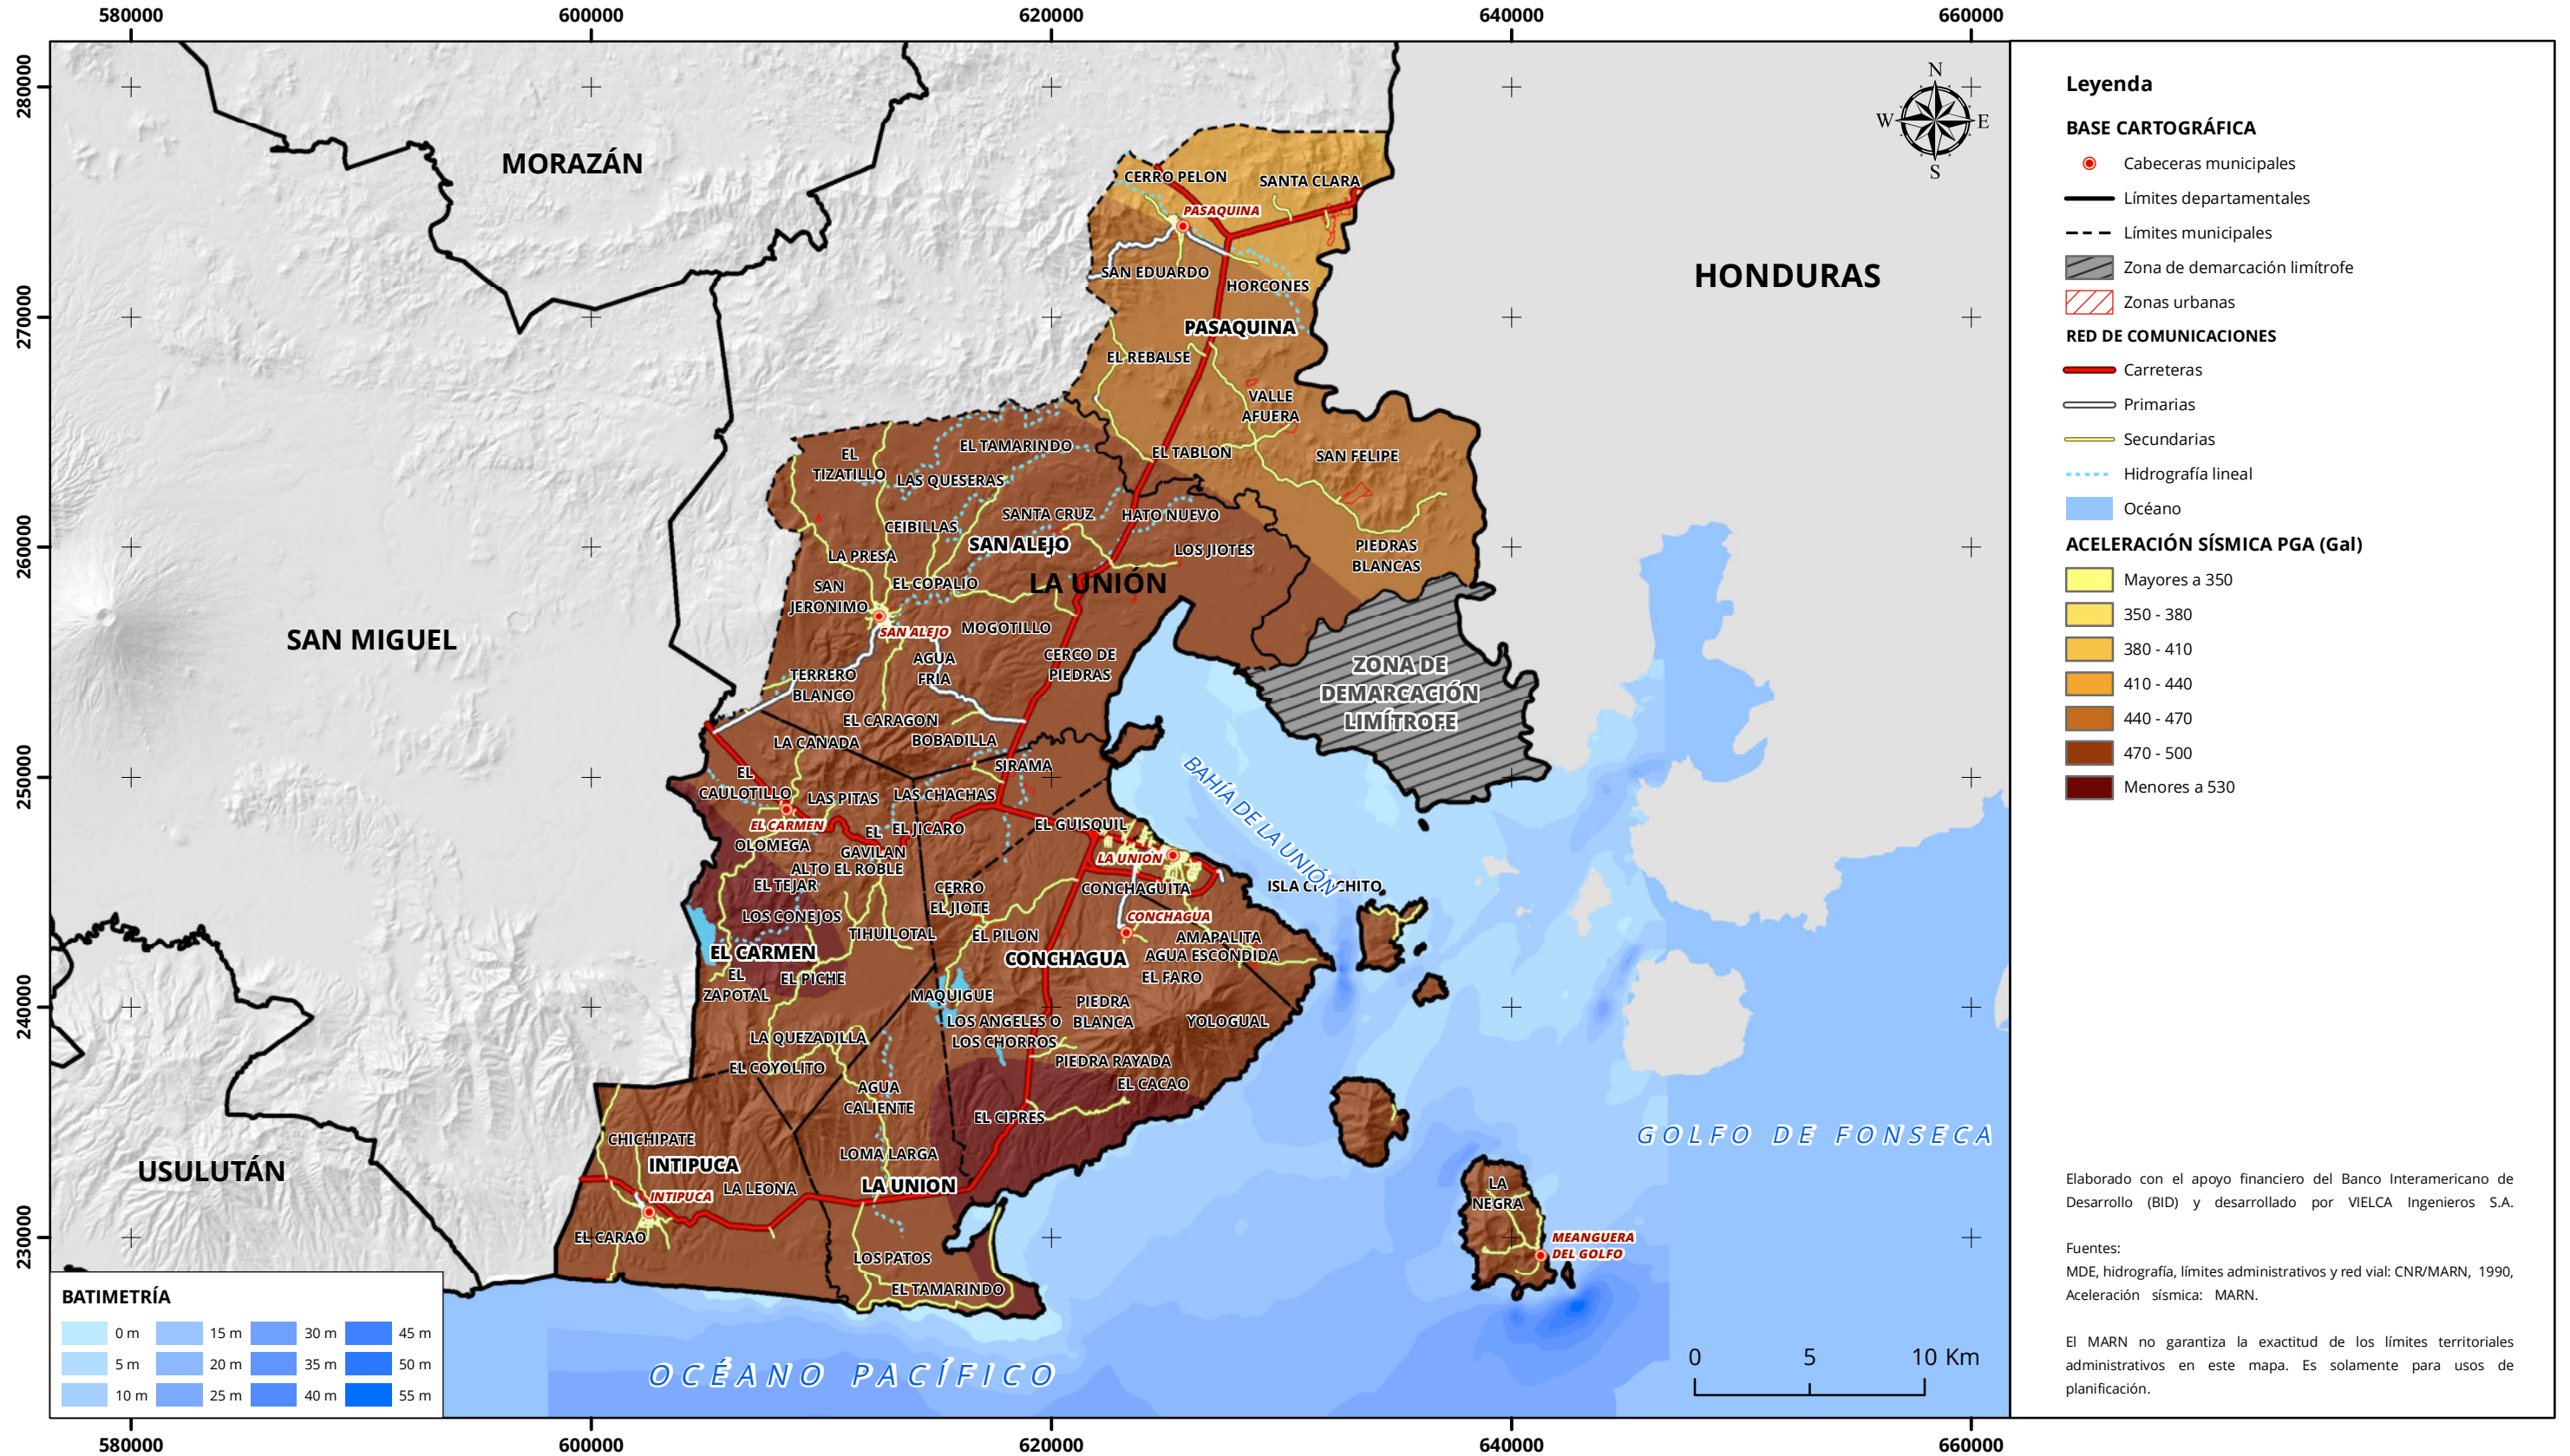 580000
600000
620000
640000
660000
280000
270000
260000
250000
240000
230000
MORAZÁN
SAN MIGUEL
USULUTÁN
HONDURAS
N
W
E
S
CERRO PELON
SANTA CLARA
PASAQUINA
SAN EDUARDO
HORCONES
PASAQUINA
EL REBALSE
VALLE
AFUERA
EL TABLON
SAN FELIPE
EL TAMARINDO
EL
TIZATILLO
LAS QUESERAS
SANTA CRUZ
HATO NUEVO
CEIBILLAS
SAN ALEJO
LOS JIOTES
PIEDRAS
BLANCAS
LA PRESA
LA UNIÓN
SAN
JERONIMO
EL COPALIO
SAN ALEJO
MOGOTILLO
AGUA
FRIA
CERCO DE
PIEDRAS
TERRERO
BLANCO
ZONA DE
DEMARCACIÓN
LIMÍTROFE
EL CARAGON
LA CANADA
BOBADILLA
SIRAMA
EL
CAULOTILLO
LAS PITAS
LAS CHACHAS
BAHÍA DE LA UNIÓN
EL CARMEN
EL
GAVILAN
EL JICARO
EL GUISQUIL
OLOMEGA
LA UNION
ALTO EL ROBLE
EL TEJAR
CERRO
EL JIOTE
CONCHAGUITA
LOS CONEJOS
CONCHAGUA
TIHUILOTAL
EL PILON
AMAPALITA
EL CARMEN
CONCHAGUA
AGUA ESCONDIDA
EL
ZAPOTAL
EL PICHE
EL FARO
MAQUIGUE
PIEDRA
BLANCA
LOS ANGELES O
LOS CHORROS
YOLOGUAL
LA QUEZADILLA
PIEDRA RAYADA
EL COYOLITO
EL CACAO
AGUA
CALIENTE
EL CIPRES
CHICHIPATE
LOMA LARGA
INTIPUCA
LA UNION
LA LEONA
INTIPUCA
EL CARAO
LOS PATOS
EL TAMARINDO
LA
NEGRA
MEANGUERA
DEL GOLFO
GOLFO DE FONSECA
OCÉANO PACÍFICO
0 5 10 Km
BATIMETRÍA
0 m 15 m 30 m 45 m
5 m 20 m 35 m 50 m
10 m 25 m 40 m 55 m
580000
600000
620000
640000
660000
Leyenda
BASE CARTOGRÁFICA
Cabeceras municipales
Límites departamentales
Límites municipales
Zona de demarcación limítrofe
Zonas urbanas
RED DE COMUNICACIONES
Carreteras
Primarias
Secundarias
Hidrografía lineal
Océano
ACELERACIÓN SÍSMICA PGA (Gal)
Mayores a 350
350 - 380
380 - 410
410 - 440
440 - 470
470 - 500
Menores a 530
Elaborado con el apoyo financiero del Banco Interamericano de
Desarrollo (BID) y desarrollado por VIELCA Ingenieros S.A.
Fuentes:
MDE, hidrografía, límites administrativos y red vial: CNR/MARN, 1990,
Aceleración sísmica: MARN.
El MARN no garantiza la exactitud de los límites territoriales
administrativos en este mapa. Es solamente para usos de
planificación.
ISLA